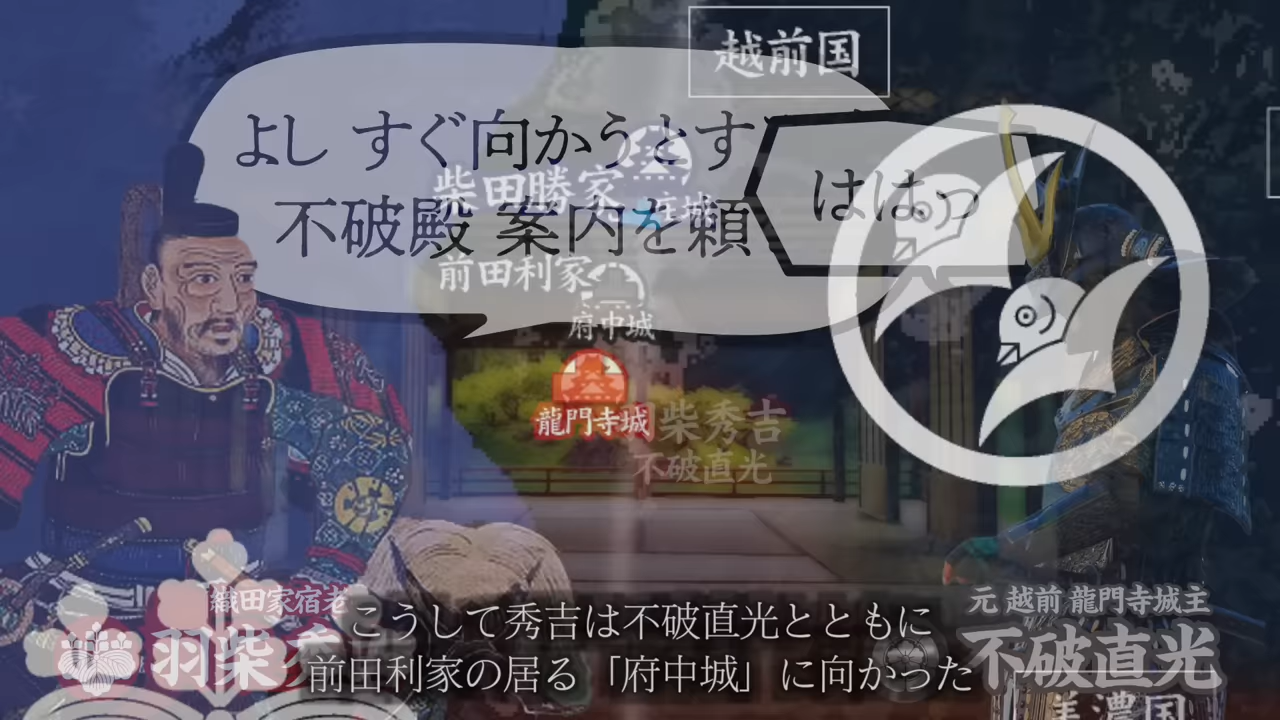 越前国
よし すぐ向かうとす
不破殿 案内を頼
ははっ
柴田勝家
庄城
前田利家
府中城
龍門寺城
柴秀吉
不破直光
織田家宿老
羽柴秀
元 越前 龍門寺城主
不破直光
こうして秀吉は不破直光とともに
前田利家の居る「府中城」に向かった
美濃国